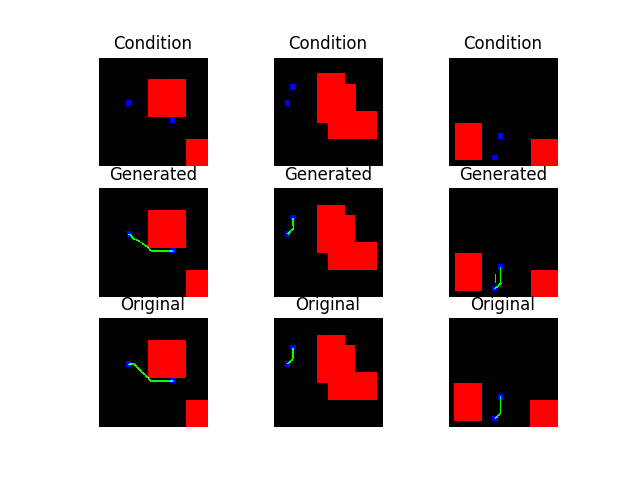 Condition Condition Condition
Generated Generated Generated
Original Original Original